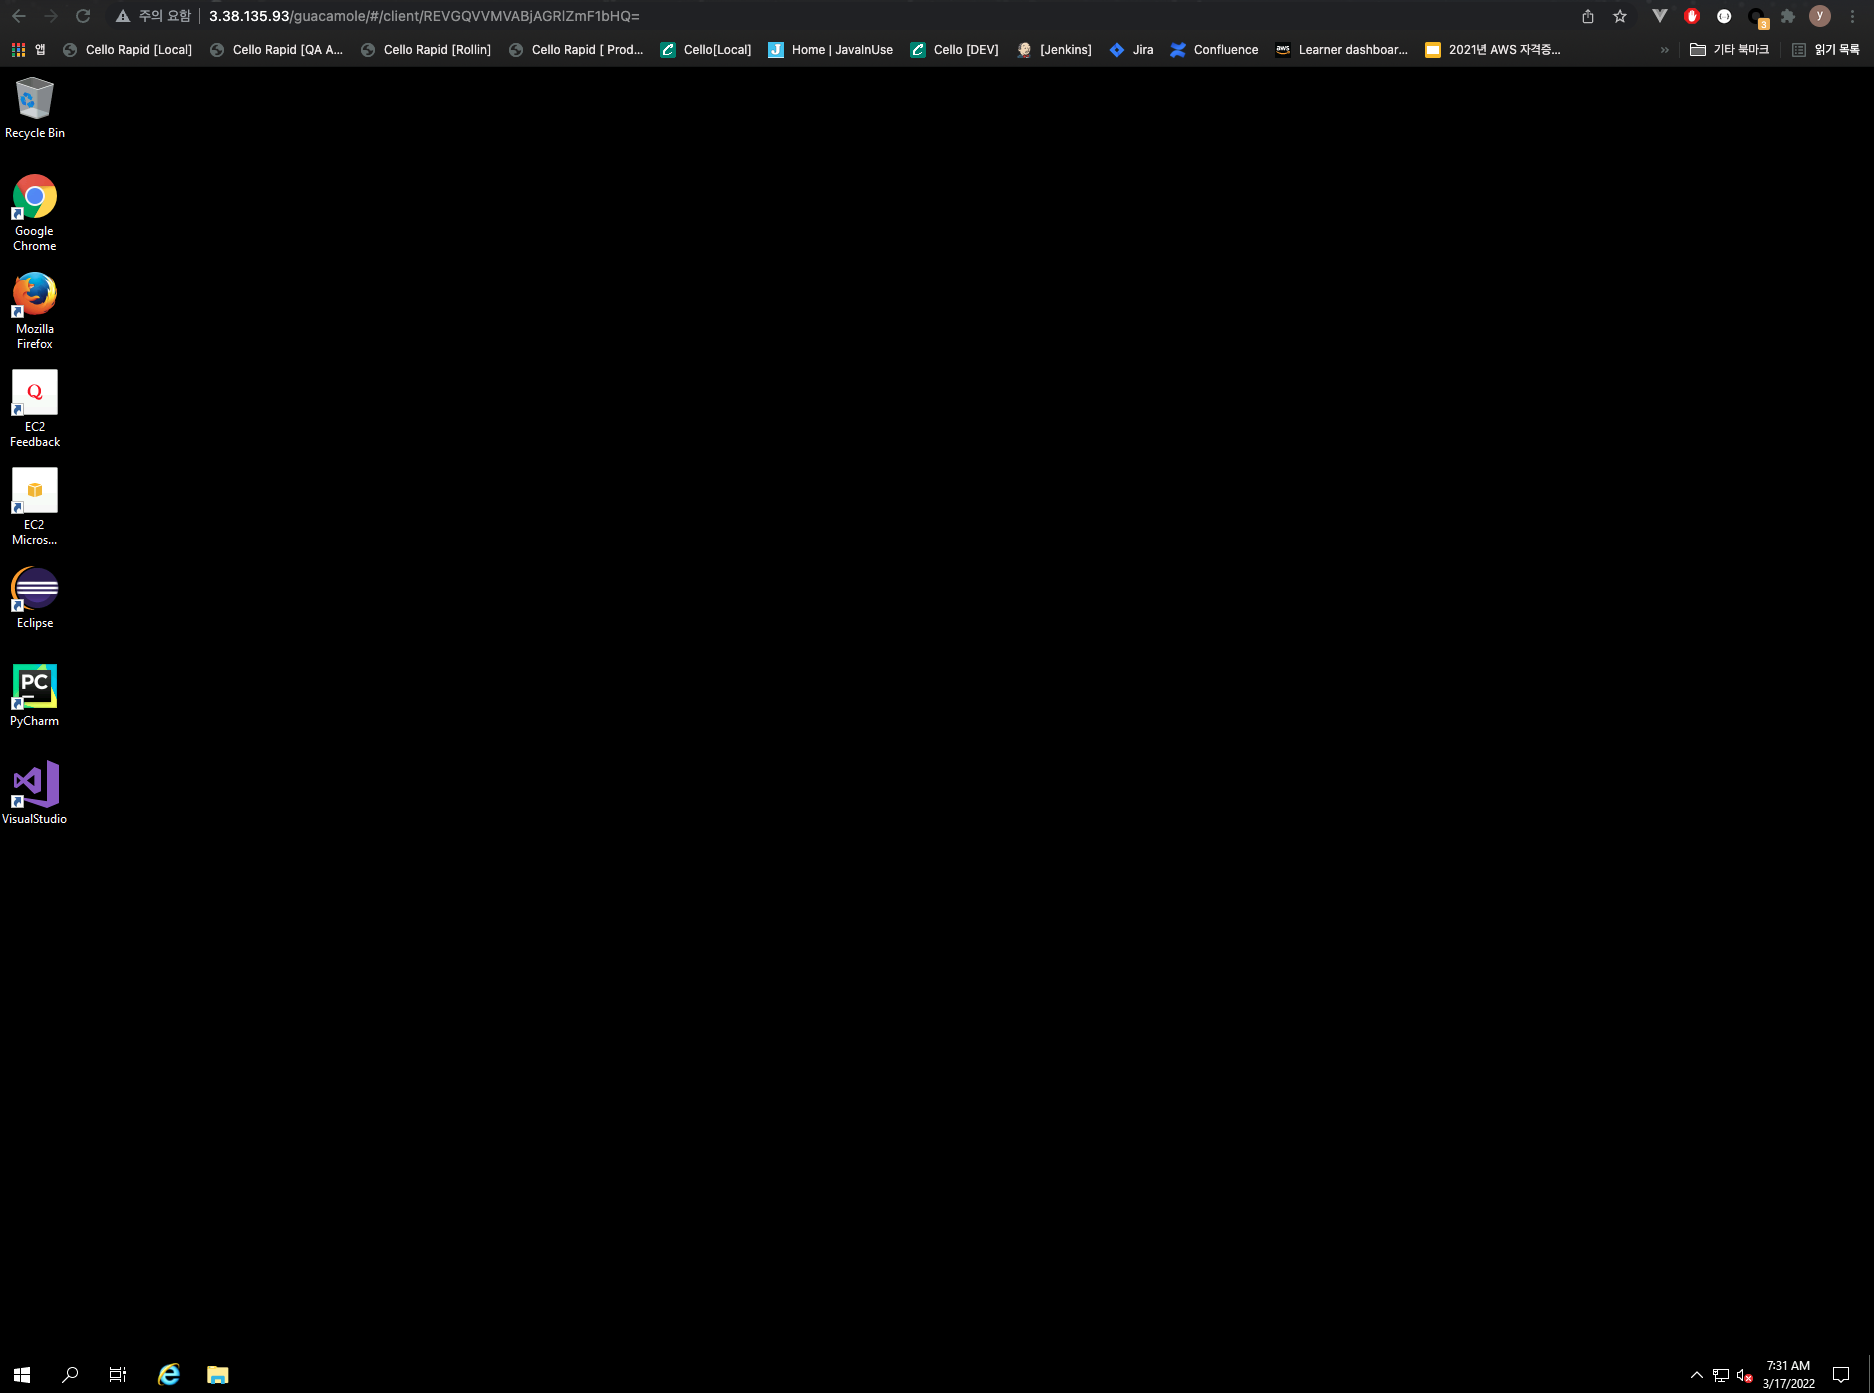 주의 요함 3.38.135.93/guacamole/#/client/REVGQVVMVABjAGRlZmF1bHQ= 3 y
앱 Cello Rapid [Local] Cello Rapid [QA A... Cello Rapid [Rollin] Cello Rapid [ Prod... Cello[Local] J Home | JavaInUse Cello [DEV] [Jenkins] Jira Confluence aws Learner dashboar... 2021년 AWS 자격증... » 기타 북마크 읽기 목록
Recycle Bin
Google
Chrome
Mozilla
Firefox
Q
EC2
Feedback
EC2
Micros...
Eclipse
PC
PyCharm
VisualStudio
7:31 AM
3/17/2022